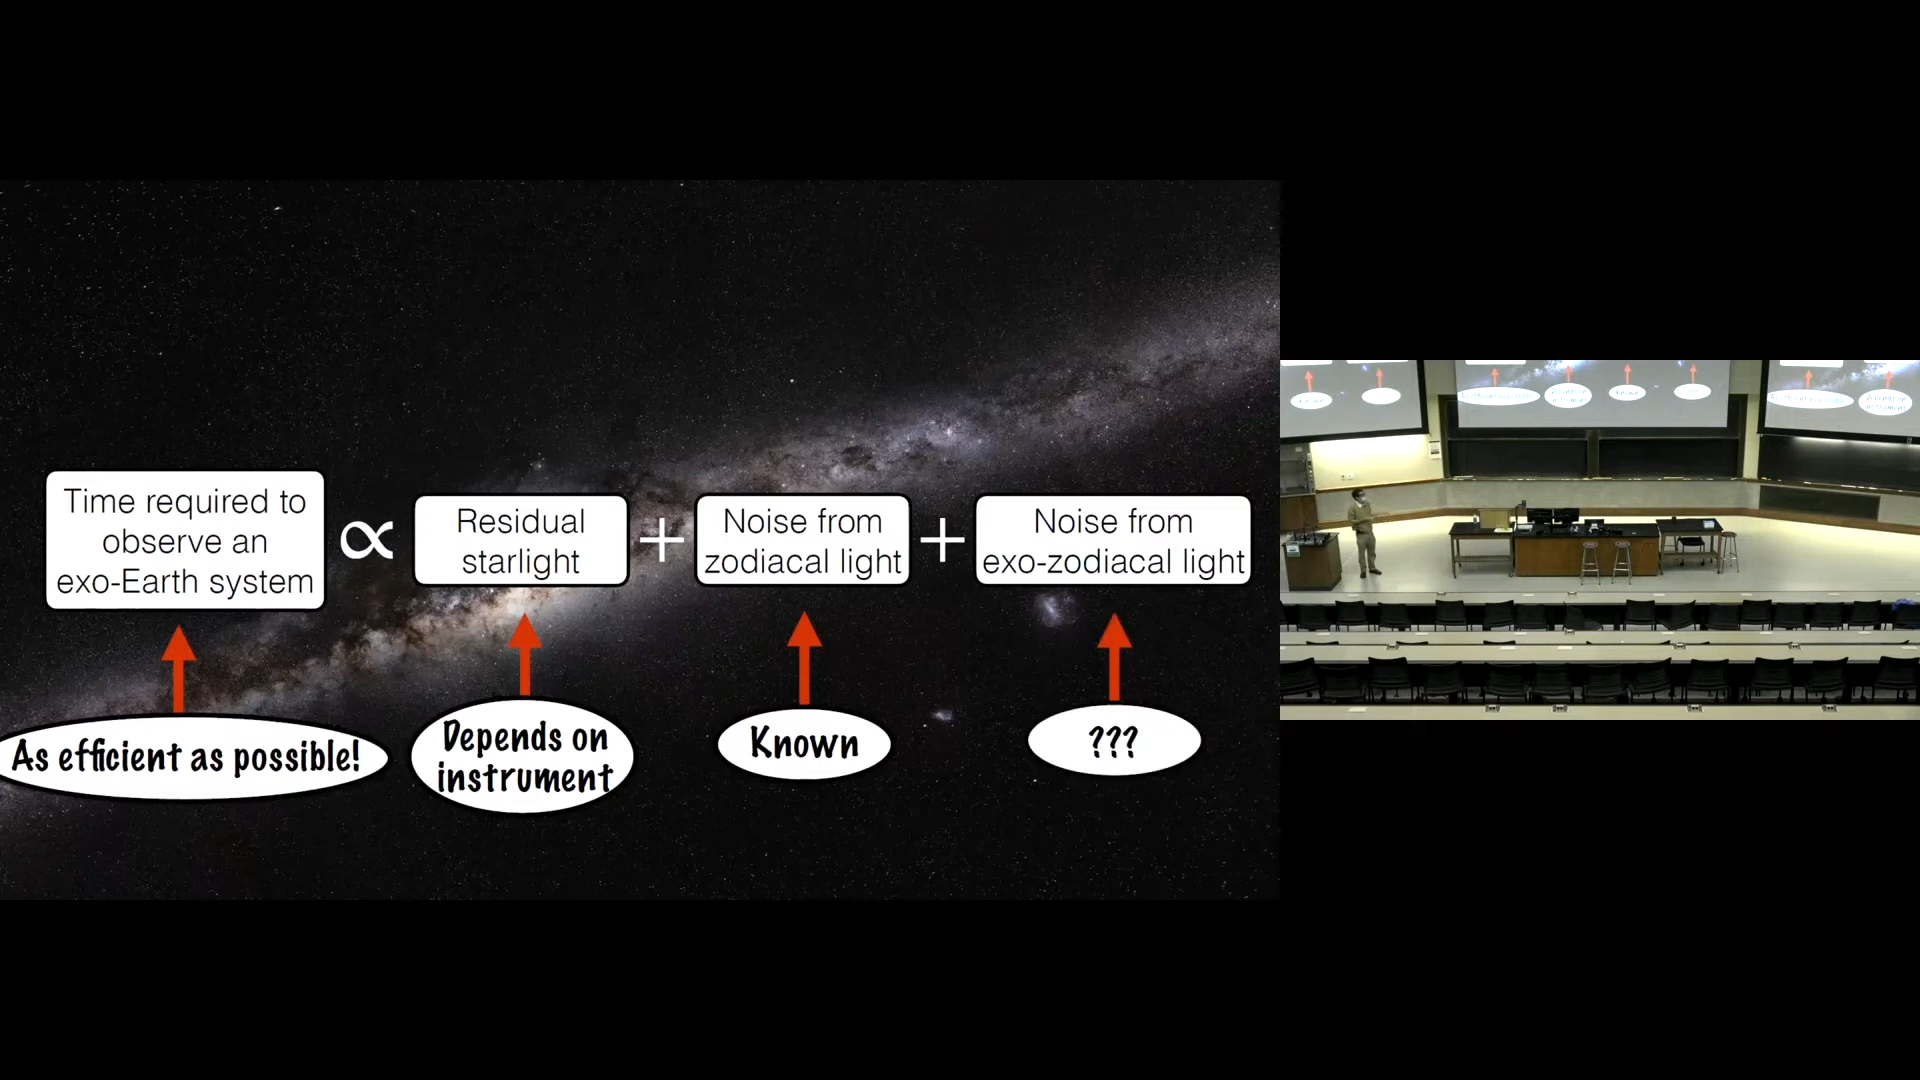 Time required to
observe an
exo-Earth system
∝
Residual
starlight
+
Noise from
zodiacal light
+
Noise from
exo-zodiacal light
As efficient as possible!
Depends on
instrument
Known
???